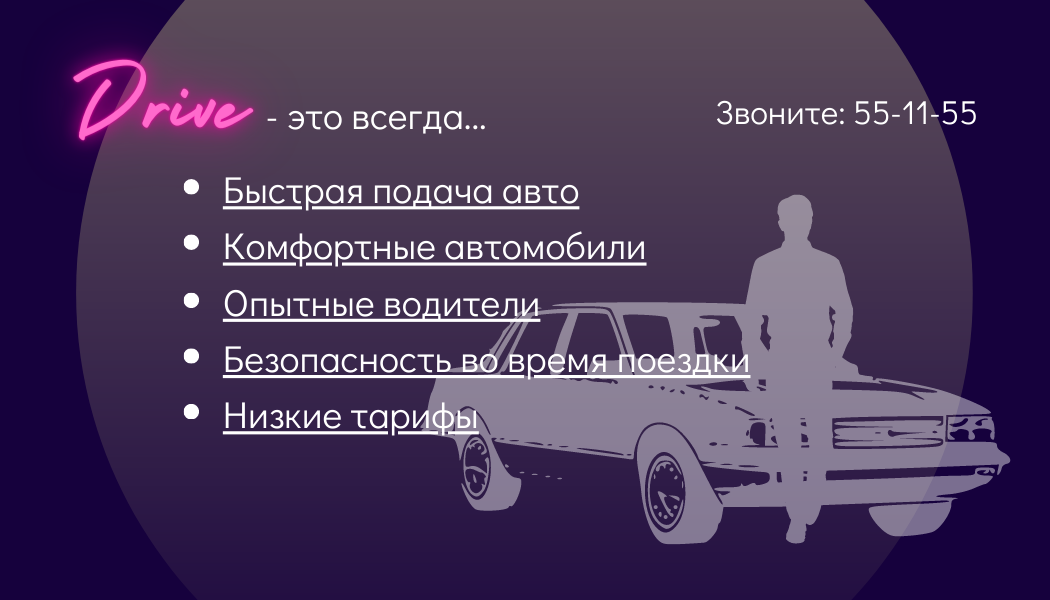 Drive - это всегда...
Звоните: 55-11-55
Быстрая подача авто
Комфортные автомобили
Опытные водители
Безопасность во время поездки
Низкие тарифы